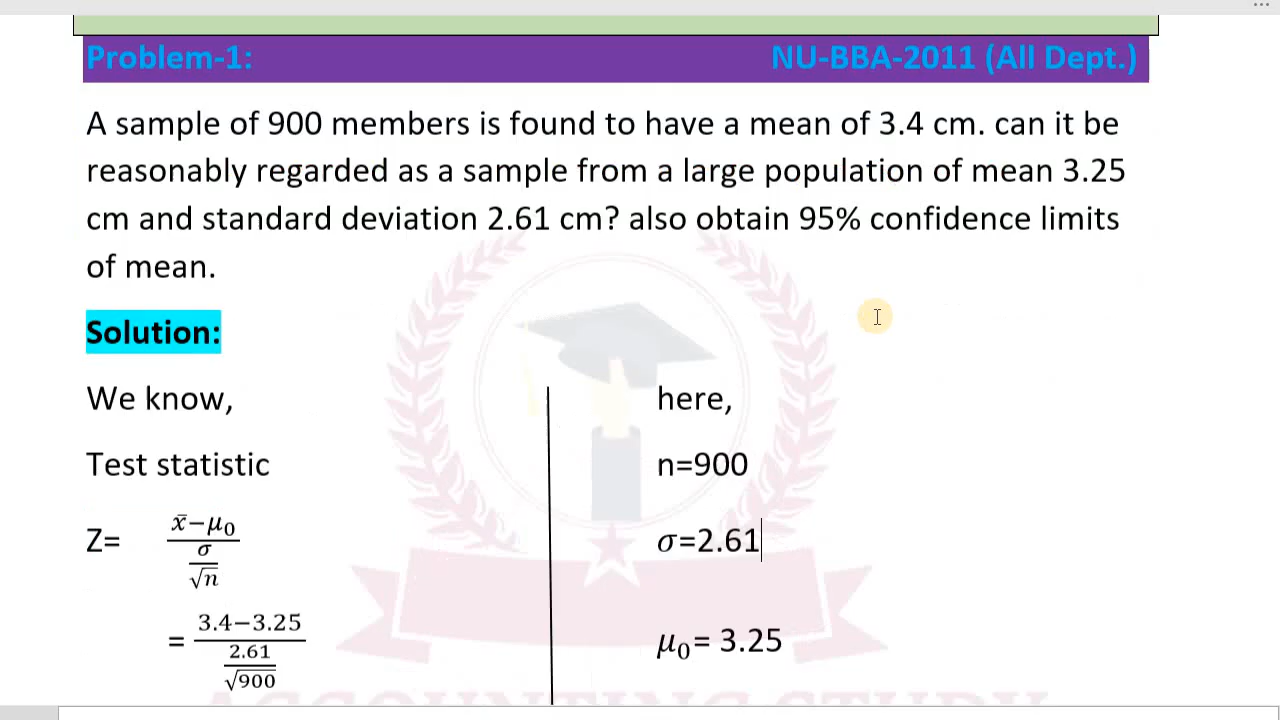 Problem-1: NU-BBA-2011 (All Dept.)
A sample of 900 members is found to have a mean of 3.4 cm. can it be
reasonably regarded as a sample from a large population of mean 3.25
cm and standard deviation 2.61 cm? also obtain 95% confidence limits
of mean.
Solution:
We know, here,
Test statistic n=900
Z= x̄−μ₀ / (σ/√n) σ=2.61
= 3.4−3.25 / (2.61/√900) μ₀= 3.25
ACCOUNTING STUDY